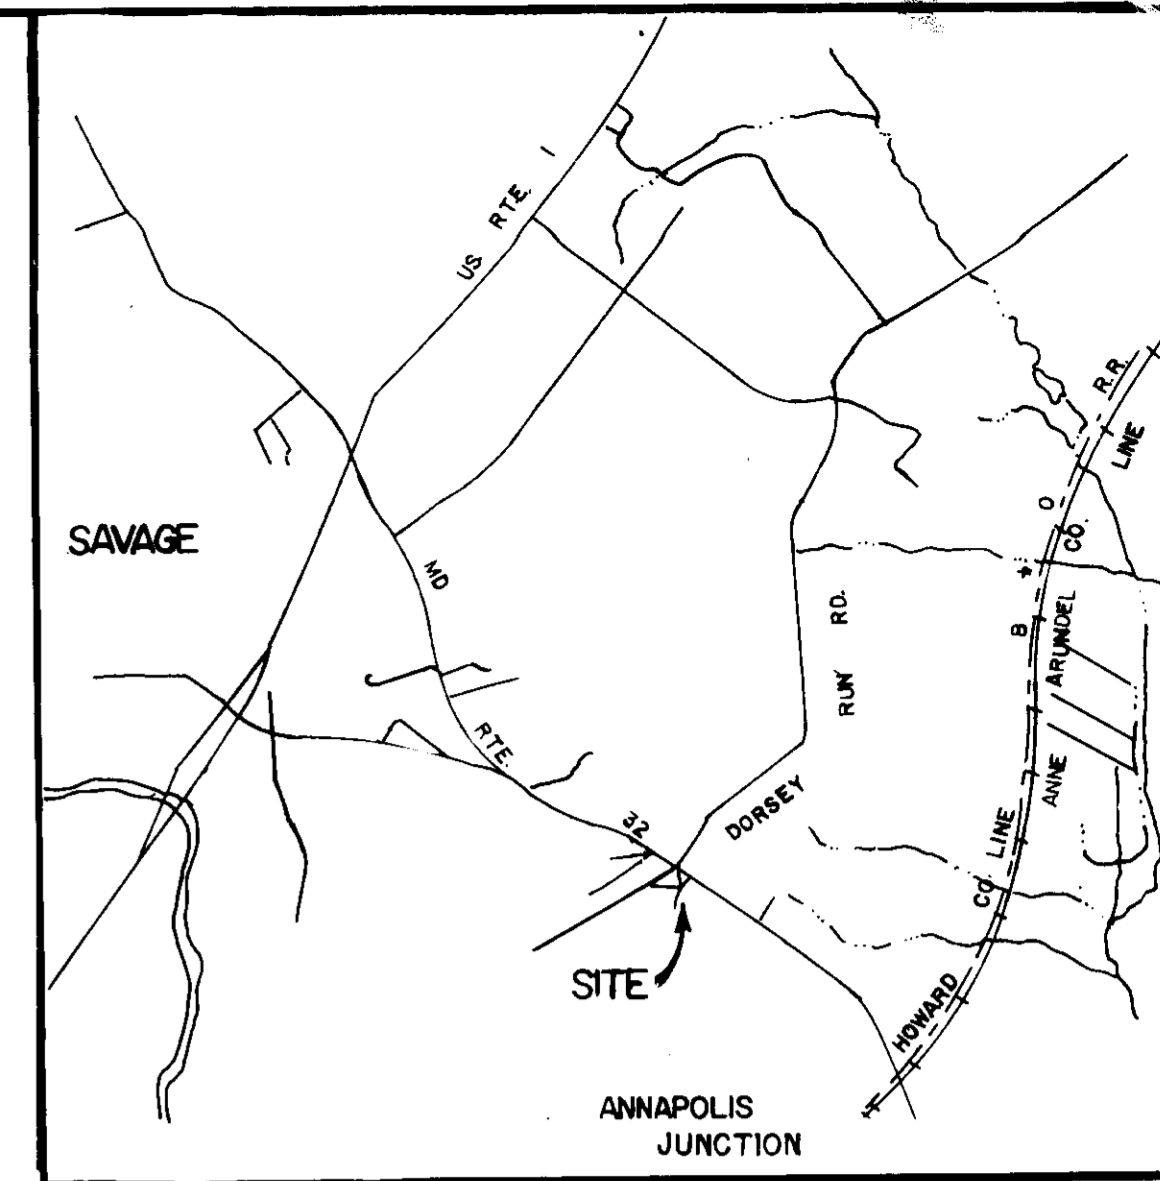 US RTE. 1
R.R.
LINE
SAVAGE
B + O
CO.
MD
RTE.
32
ARUNDEL
ANNE
DORSEY
RUN
RD.
CO. LINE
HOWARD
SITE
ANNAPOLIS
JUNCTION